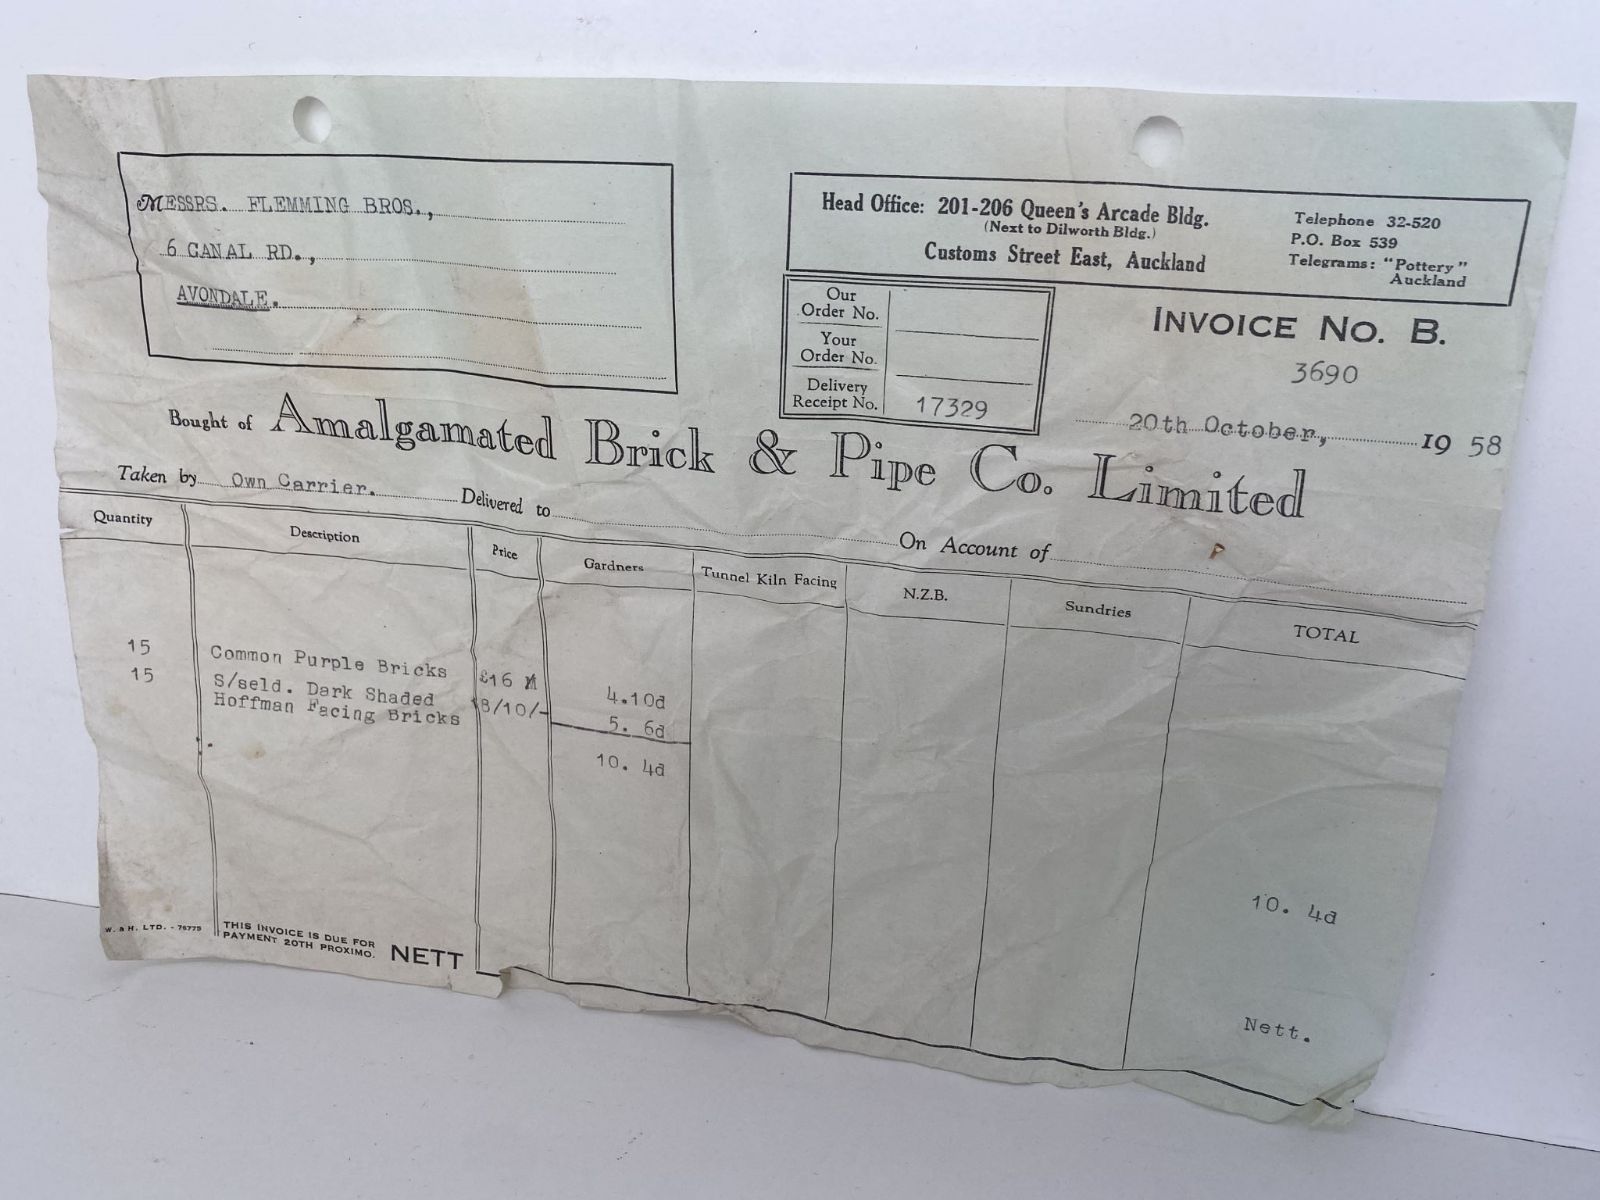 MESSRS. FLEMMING BROS.,
6 CANAL RD.,
AVONDALE.
Head Office: 201-206 Queen's Arcade Bldg.
(Next to Dilworth Bldg.)
Customs Street East, Auckland
Telephone 32-520
P.O. Box 539
Telegrams: "Pottery"
Auckland
Our
Order No.
Your
Order No.
Delivery
Receipt No. 17329
INVOICE No. B.
3690
20th October, 19 58
Bought of Amalgamated Brick & Pipe Co. Limited
Taken by Own Carrier. Delivered to On Account of
Quantity Description Price Gardners Tunnel Kiln Facing N.Z.B. Sundries TOTAL
15 Common Purple Bricks £16 M 4.10d
15 S/seld. Dark Shaded
Hoffman Facing Bricks 18/10/- 5. 6d
10. 4d
10. 4d
Nett.
W. & H. LTD. - 76775
THIS INVOICE IS DUE FOR
PAYMENT 20TH PROXIMO.
NETT